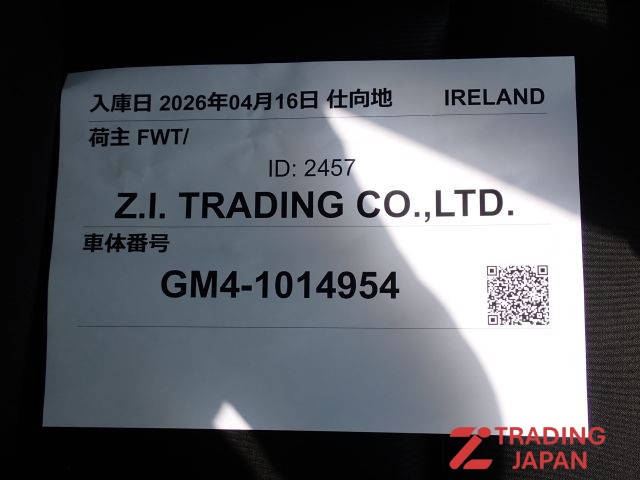 入庫日 2026年04月16日 仕向地 IRELAND
荷主 FWT/
ID: 2457
Z.I. TRADING CO.,LTD.
車体番号
GM4-1014954
TRADING
JAPAN